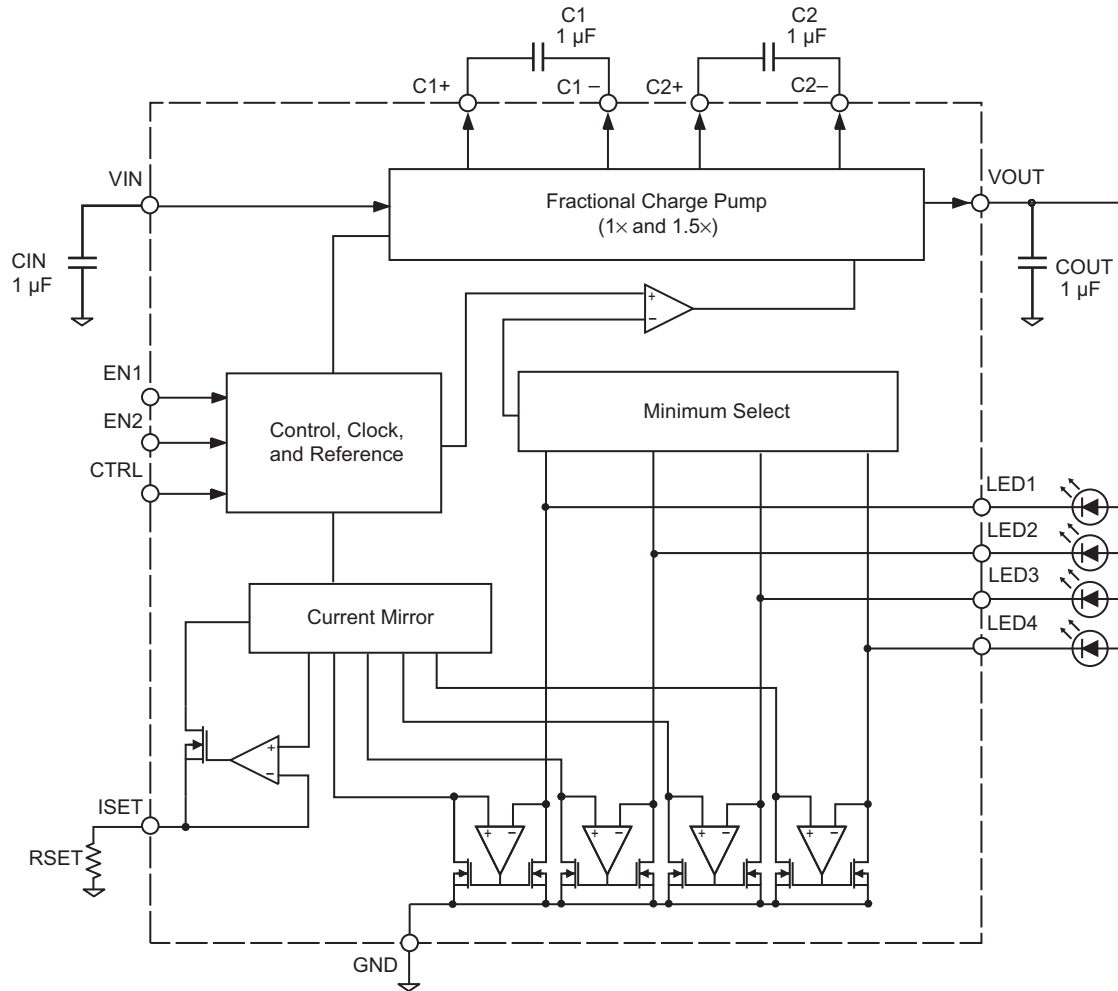 C1
1 µF
C2
1 µF
C1+
C1 –
C2+
C2–
VIN
Fractional Charge Pump
(1× and 1.5×)
VOUT
CIN
1 µF
COUT
1 µF
+
–
EN1
EN2
CTRL
Control, Clock,
and Reference
Minimum Select
LED1
LED2
LED3
LED4
Current Mirror
+
–
ISET
RSET
+ –
+ –
+ –
+ –
GND